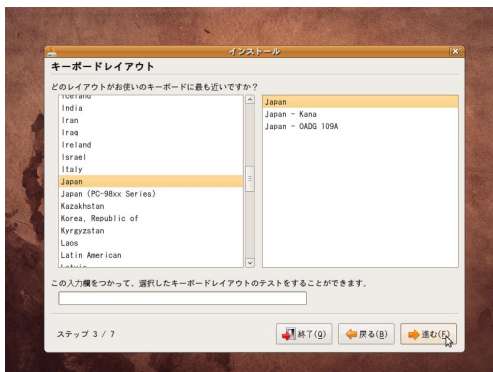 インストール
キーボードレイアウト
どのレイアウトがお使いのキーボードに最も近いですか?
Iceland
India
Iran
Iraq
Ireland
Israel
Italy
Japan
Japan (PC-98xx Series)
Kazakhstan
Korea, Republic of
Kyrgyzstan
Laos
Latin American
Latvia
Japan
Japan - Kana
Japan - OADG 109A
この入力欄をつかって、選択したキーボードレイアウトのテストをすることができます。
ステップ 3 / 7
終了(Q)
戻る(B)
進む(F)